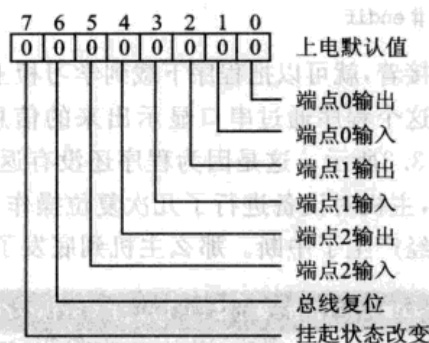 #endif
7 6 5 4 3 2 1 0
0 0 0 0 0 0 0 0 上电默认值
端点0输出
端点0输入
端点1输出
端点1输入
端点2输出
端点2输入
总线复位
挂起状态改变